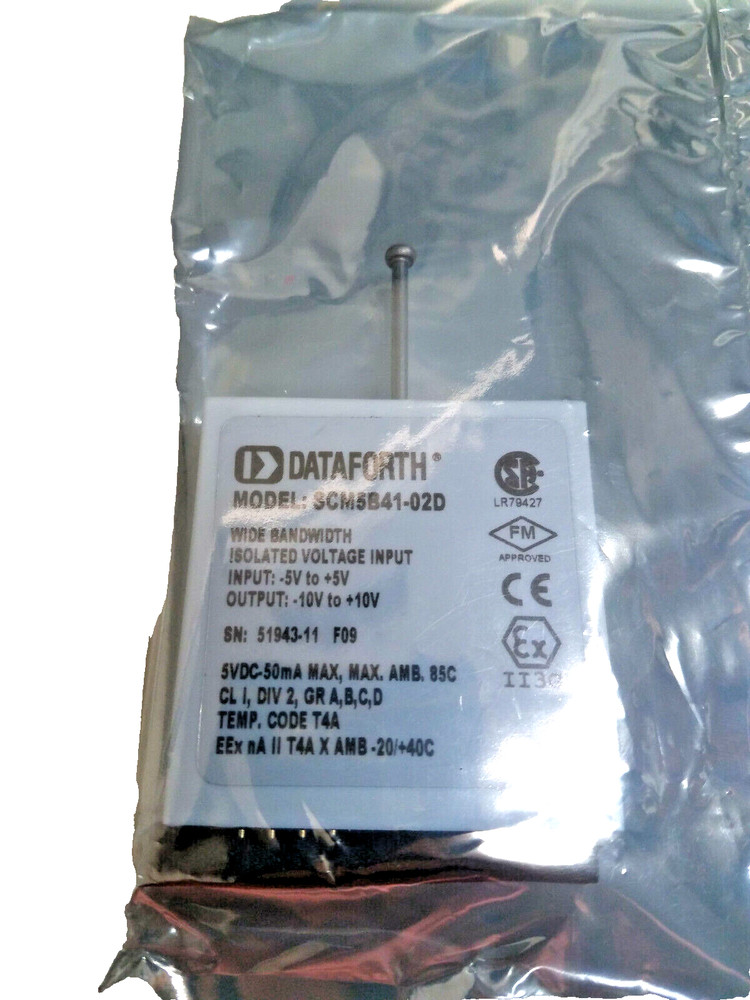 DATAFORTH®
MODEL: SCM5B41-02D
WIDE BANDWIDTH
ISOLATED VOLTAGE INPUT
INPUT: -5V to +5V
OUTPUT: -10V to +10V
SN: 51943-11 F09
5VDC-50mA MAX, MAX. AMB. 85C
CL I, DIV 2, GR A,B,C,D
TEMP. CODE T4A
EEx nA II T4A X AMB -20/+40C
SP
LR79427
FM
APPROVED
CE
Ex
II3G